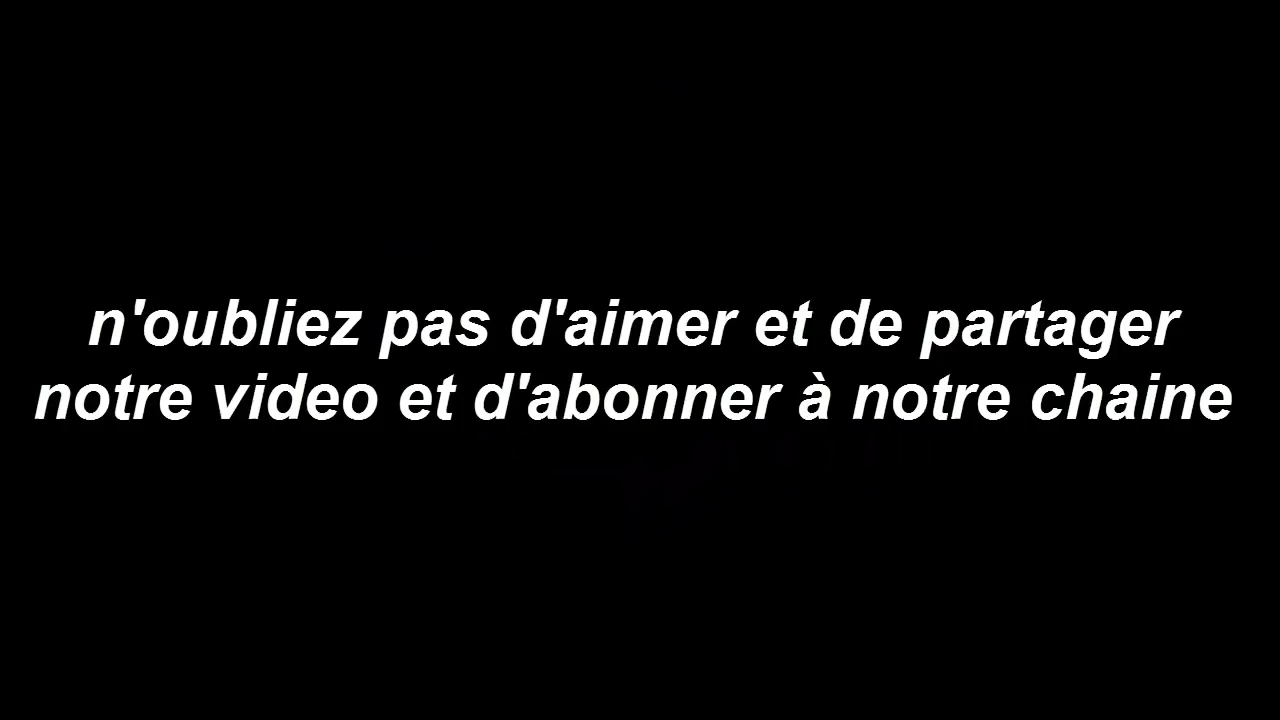 n'oubliez pas d'aimer et de partager
notre video et d'abonner à notre chaine